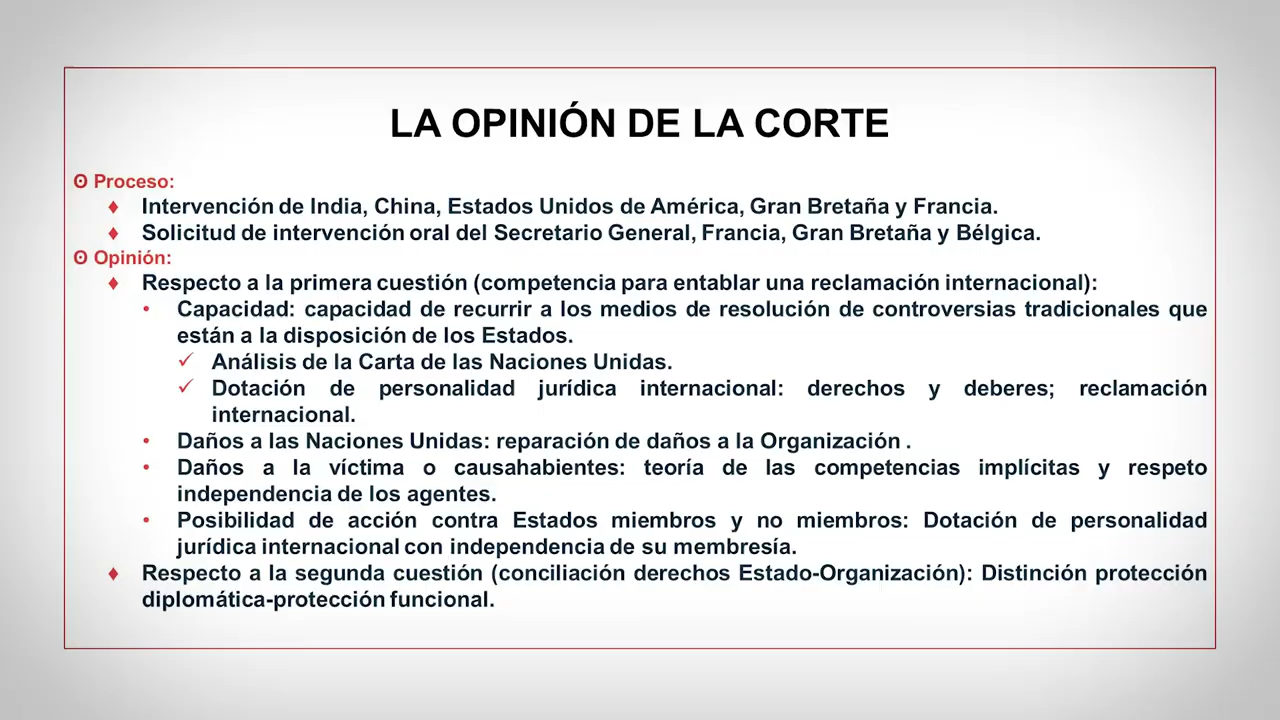 LA OPINIÓN DE LA CORTE
ʘ Proceso:
♦ Intervención de India, China, Estados Unidos de América, Gran Bretaña y Francia.
♦ Solicitud de intervención oral del Secretario General, Francia, Gran Bretaña y Bélgica.
ʘ Opinión:
♦ Respecto a la primera cuestión (competencia para entablar una reclamación internacional):
• Capacidad: capacidad de recurrir a los medios de resolución de controversias tradicionales que
están a la disposición de los Estados.
✓ Análisis de la Carta de las Naciones Unidas.
✓ Dotación de personalidad jurídica internacional: derechos y deberes; reclamación
internacional.
• Daños a las Naciones Unidas: reparación de daños a la Organización .
• Daños a la víctima o causahabientes: teoría de las competencias implícitas y respeto
independencia de los agentes.
• Posibilidad de acción contra Estados miembros y no miembros: Dotación de personalidad
jurídica internacional con independencia de su membresía.
♦ Respecto a la segunda cuestión (conciliación derechos Estado-Organización): Distinción protección
diplomática-protección funcional.